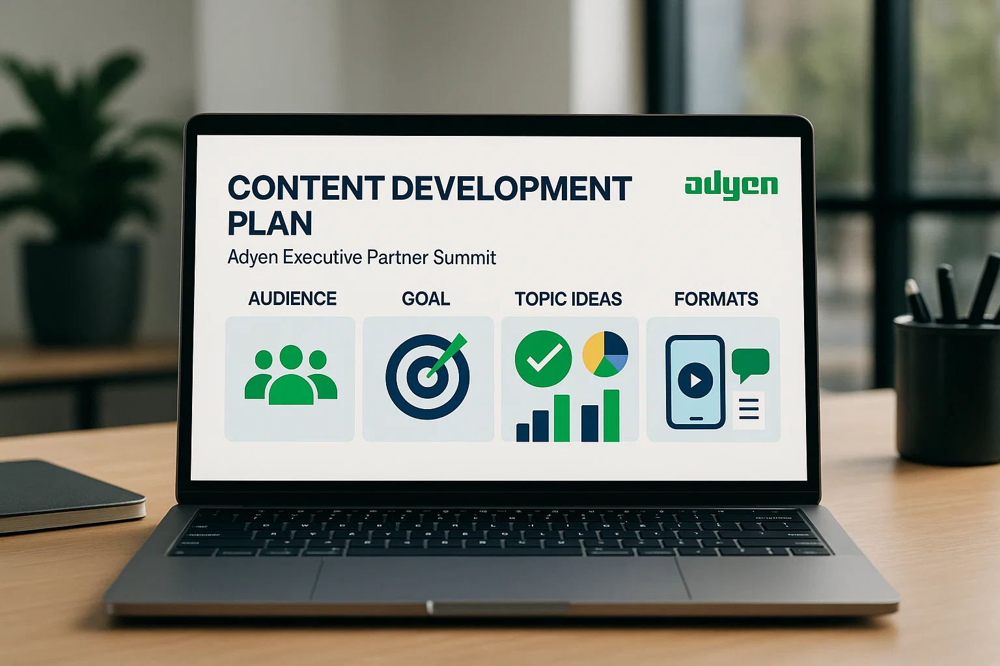 CONTENT DEVELOPMENT
PLAN
adyen
Adyen Executive Partner Summit
AUDIENCE
GOAL
TOPIC IDEAS
FORMATS